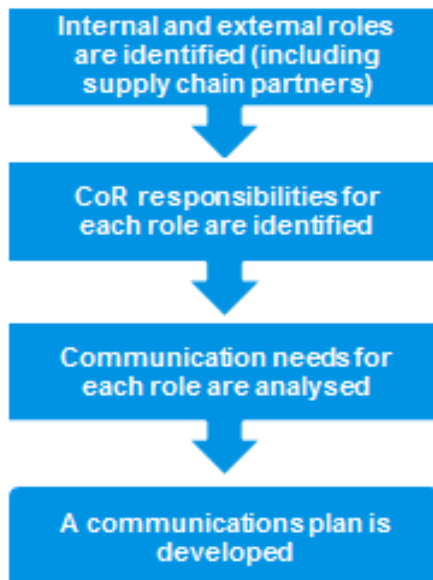 Internal and external roles
are identified (including
supply chain partners)
CoR responsibilities for
each role are identified
Communication needs for
each role are analysed
A communications plan is
developed